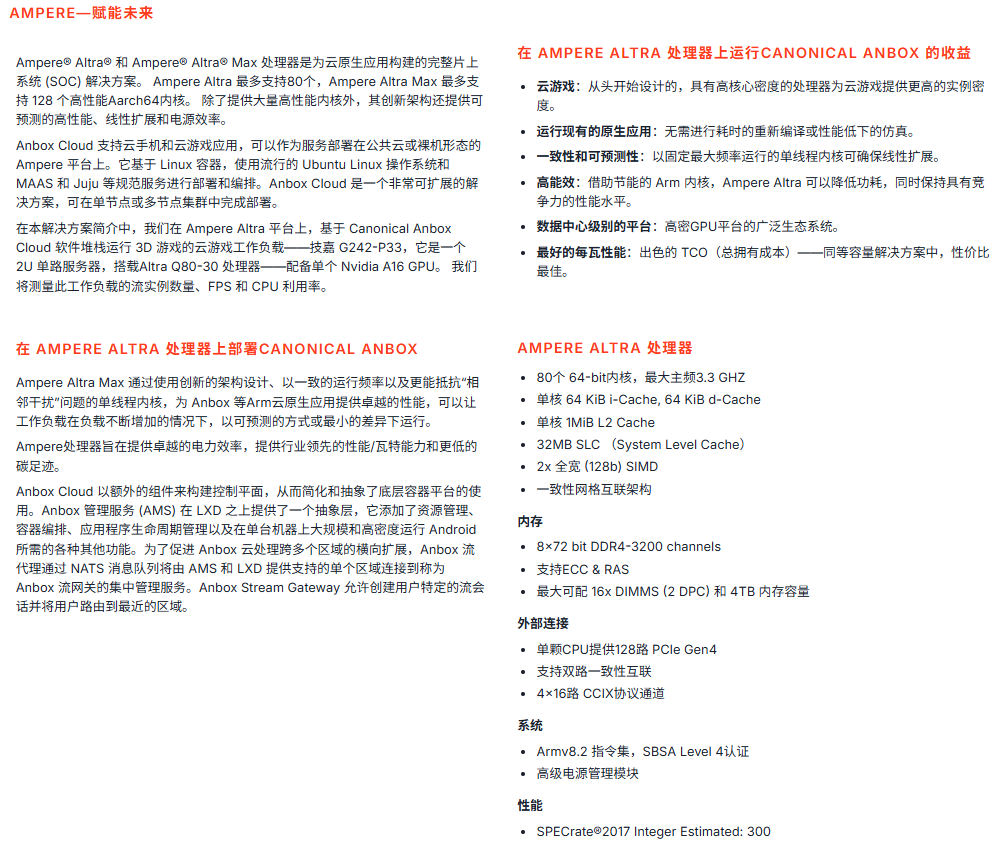 AMPERE—赋能未来
Ampere® Altra® 和 Ampere® Altra® Max 处理器是为云原生应用构建的完整片上
系统 (SOC) 解决方案。 Ampere Altra 最多支持80个，Ampere Altra Max 最多支
持 128 个高性能Aarch64内核。 除了提供大量高性能内核外，其创新架构还提供可
预测的高性能、线性扩展和电源效率。
Anbox Cloud 支持云手机和云游戏应用，可以作为服务部署在公共云或裸机形态的
Ampere 平台上。它基于 Linux 容器，使用流行的 Ubuntu Linux 操作系统和
MAAS 和 Juju 等规范服务进行部署和编排。Anbox Cloud 是一个非常可扩展的解
决方案，可在单节点或多节点集群中完成部署。
在本解决方案简介中，我们在 Ampere Altra 平台上，基于 Canonical Anbox
Cloud 软件堆栈运行 3D 游戏的云游戏工作负载——技嘉 G242-P33，它是一个
2U 单路服务器，搭载Altra Q80-30 处理器——配备单个 Nvidia A16 GPU。 我们
将测量此工作负载的流实例数量、FPS 和 CPU 利用率。
在 AMPERE ALTRA 处理器上运行CANONICAL ANBOX 的收益
• 云游戏：从头开始设计的，具有高核心密度的处理器为云游戏提供更高的实例密
度。
• 运行现有的原生应用：无需进行耗时的重新编译或性能低下的仿真。
• 一致性和可预测性：以固定最大频率运行的单线程内核可确保线性扩展。
• 高能效：借助节能的 Arm 内核，Ampere Altra 可以降低功耗，同时保持具有竞争
力的性能水平。
• 数据中心级别的平台：高密GPU平台的广泛生态系统。
• 最好的每瓦性能：出色的 TCO（总拥有成本）——同等容量解决方案中，性价比
最佳。
在 AMPERE ALTRA 处理器上部署CANONICAL ANBOX
Ampere Altra Max 通过使用创新的架构设计、以一致的运行频率以及更能抵抗“相
邻干扰”问题的单线程内核，为 Anbox 等Arm云原生应用提供卓越的性能，可以让
工作负载在负载不断增加的情况下，以可预测的方式或最小的差异下运行。
Ampere处理器旨在提供卓越的电力效率，提供行业领先的性能/瓦特能力和更低的
碳足迹。
Anbox Cloud 以额外的组件来构建控制平面，从而简化和抽象了底层容器平台的使
用。Anbox 管理服务 (AMS) 在 LXD 之上提供了一个抽象层，它添加了资源管理、
容器编排、应用程序生命周期管理以及在单台机器上大规模和高密度运行 Android
所需的各种其他功能。为了促进 Anbox 云处理跨多个区域的横向扩展，Anbox 流
代理通过 NATS 消息队列将由 AMS 和 LXD 提供支持的单个区域连接到称为
Anbox 流网关的集中管理服务。Anbox Stream Gateway 允许创建用户特定的流会
话并将用户路由到最近的区域。
AMPERE ALTRA 处理器
• 80个 64-bit内核，最大主频3.3 GHZ
• 单核 64 KiB i-Cache, 64 KiB d-Cache
• 单核 1MiB L2 Cache
• 32MB SLC （System Level Cache）
• 2x 全宽 (128b) SIMD
• 一致性网格互联架构
内存
• 8×72 bit DDR4-3200 channels
• 支持ECC & RAS
• 最大可配 16x DIMMS (2 DPC) 和 4TB 内存容量
外部连接
• 单颗CPU提供128路 PCIe Gen4
• 支持双路一致性互联
• 4×16路 CCIX协议通道
系统
• Armv8.2 指令集，SBSA Level 4认证
• 高级电源管理模块
性能
• SPECrate®2017 Integer Estimated: 300